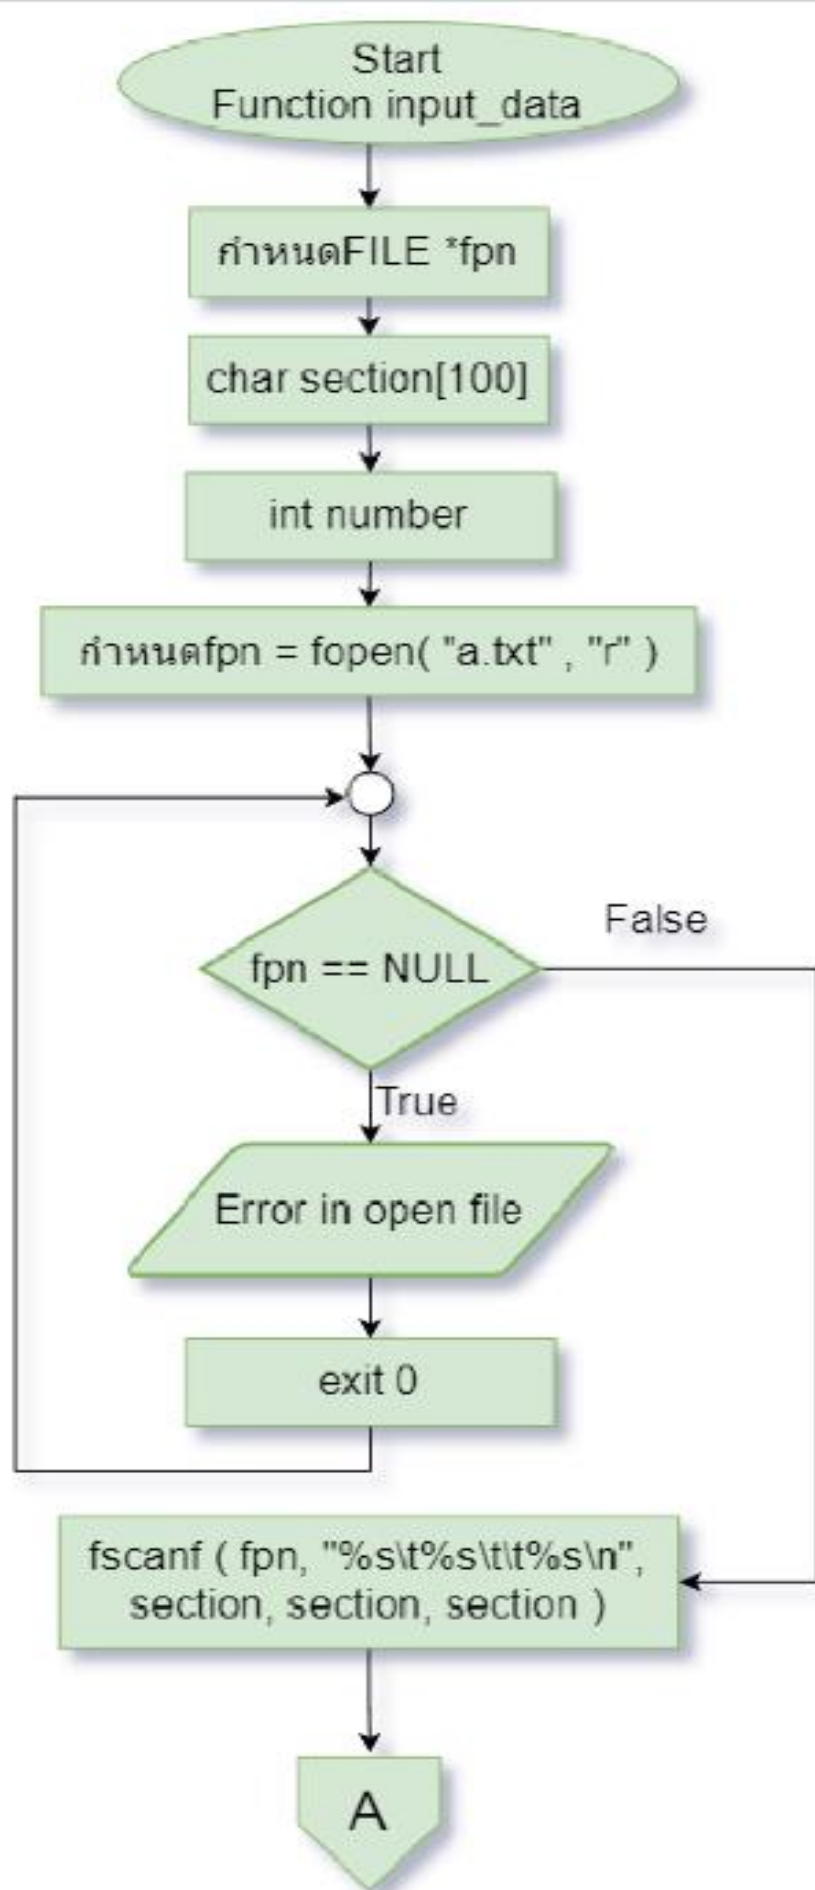 Start
Function input_data
กำหนดFILE *fpn
char section[100]
int number
กำหนดfpn = fopen( "a.txt" , "r" )
fpn == NULL
False
True
Error in open file
exit 0
fscanf ( fpn, "%s\t%s\t\t%s\n",
section, section, section )
A